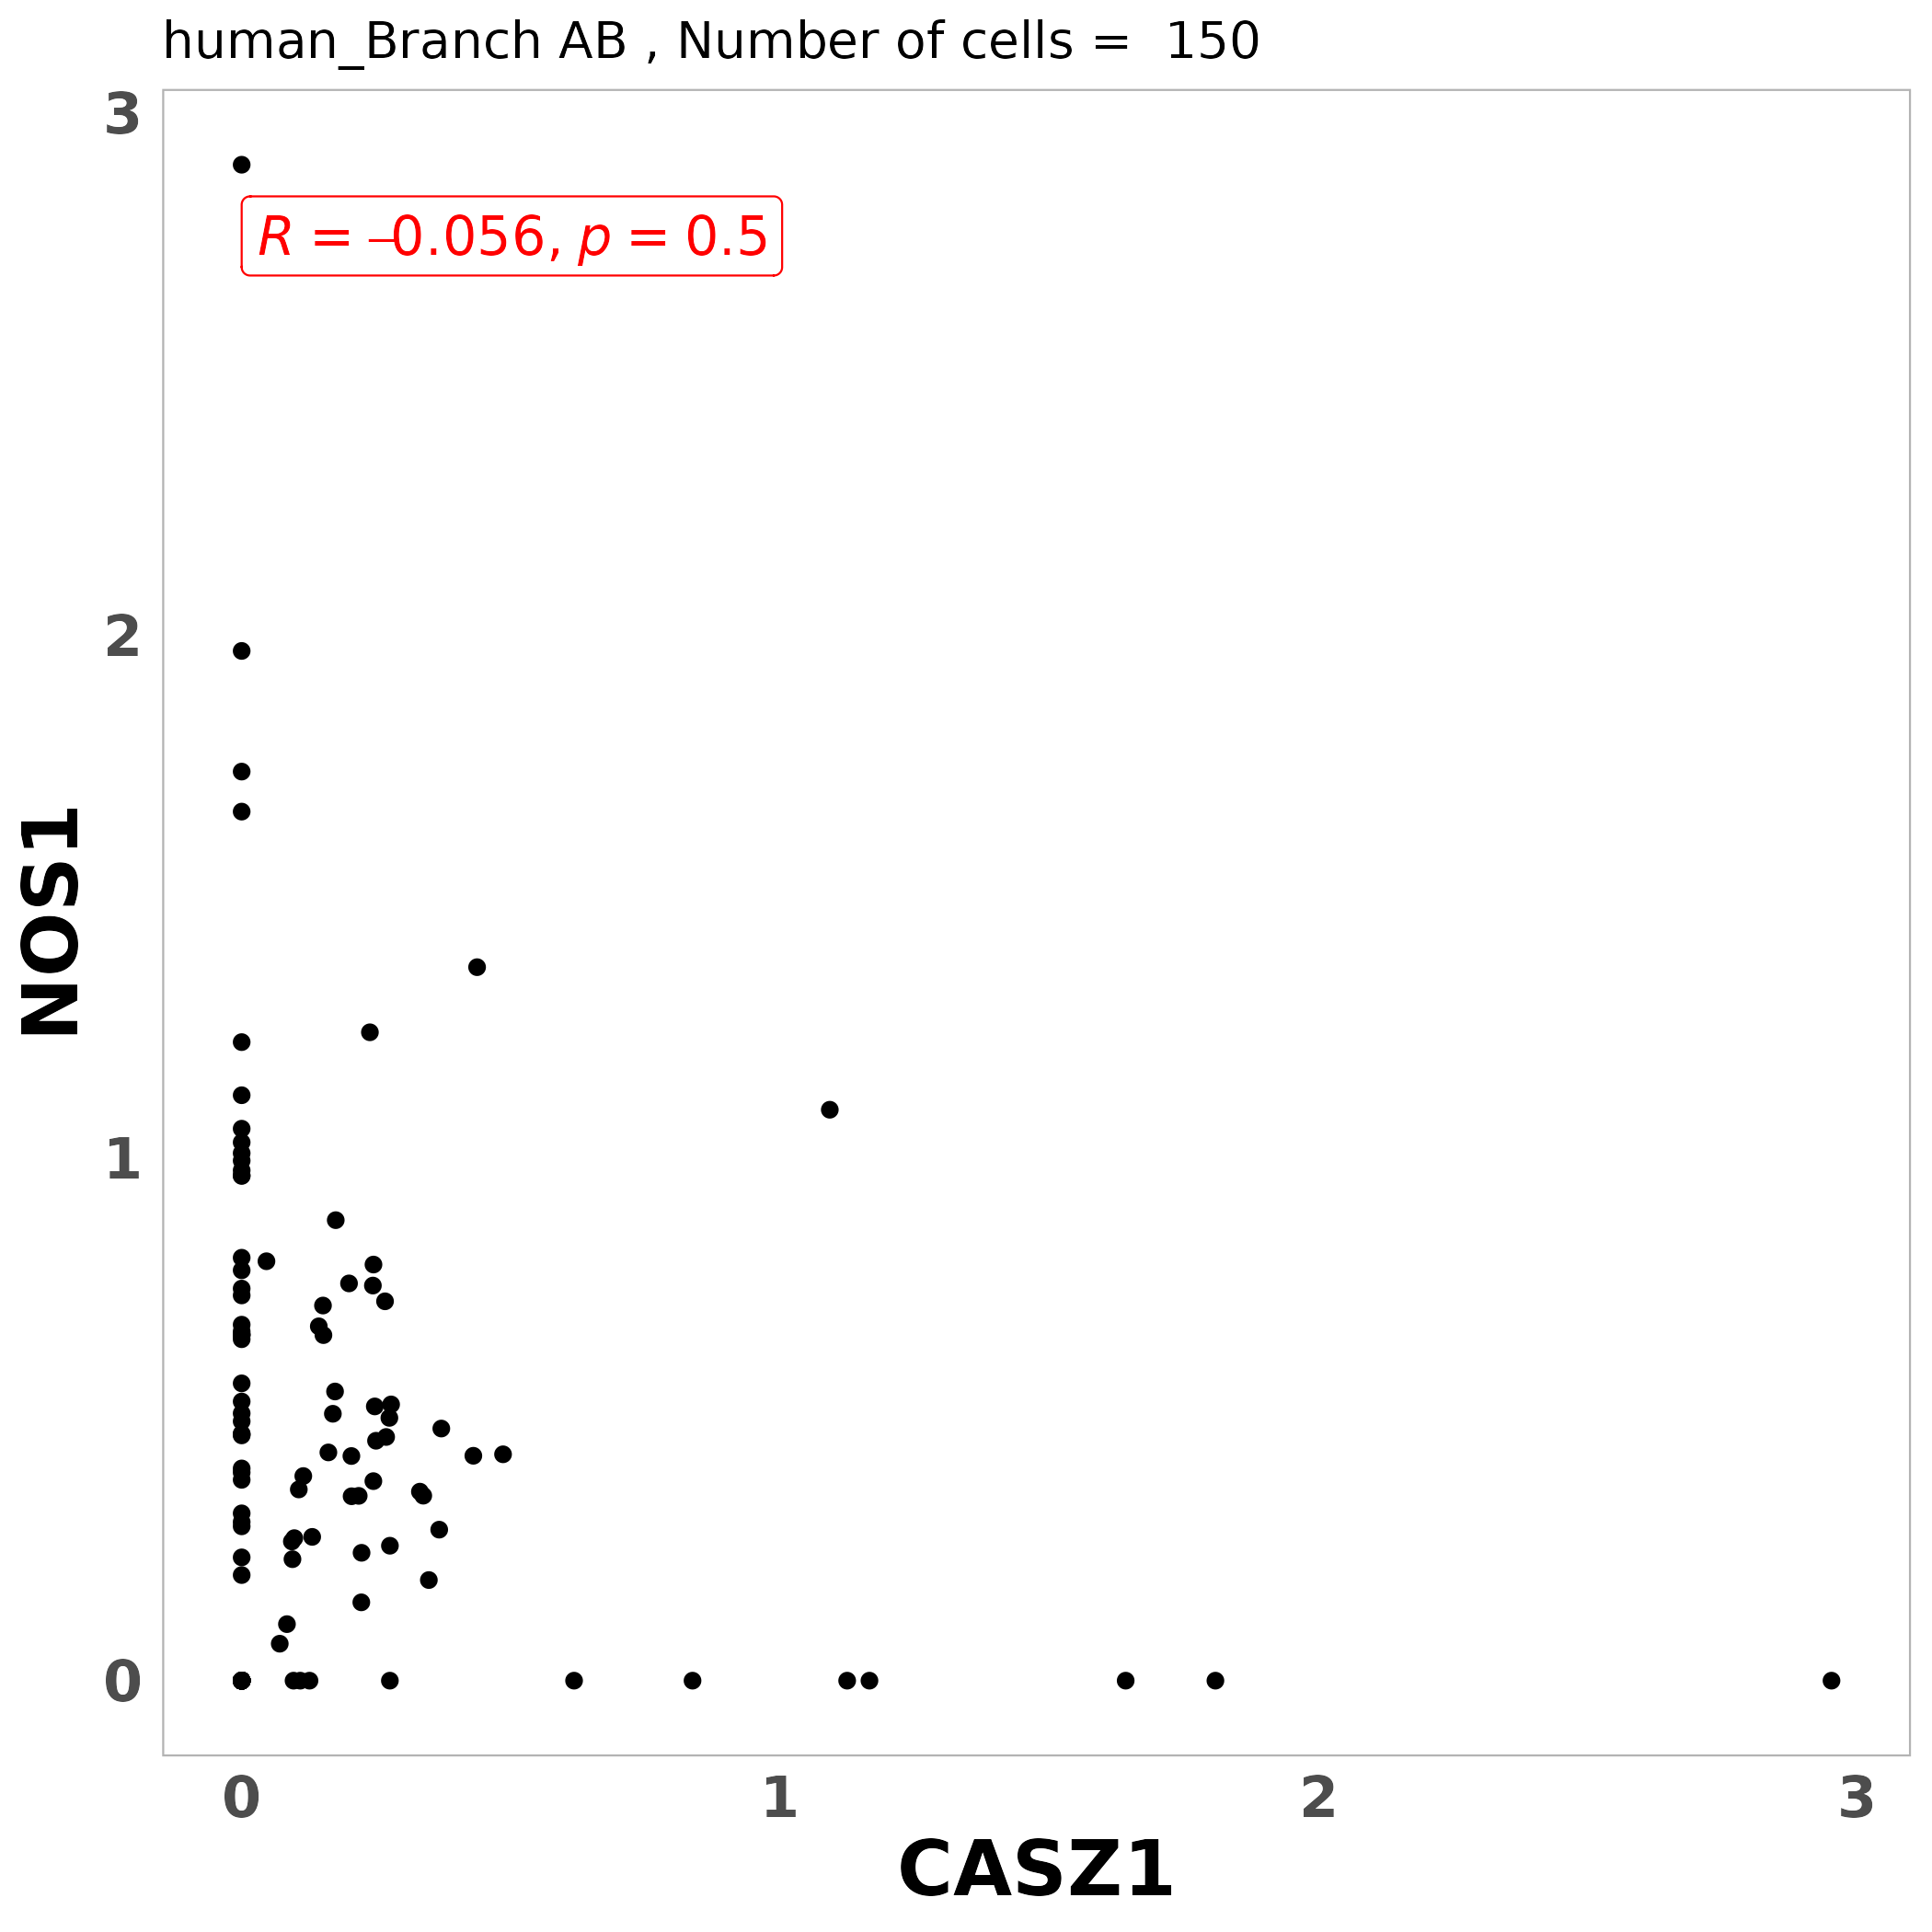 human_Branch AB , Number of cells =  150
3
R = –0.056, p = 0.5
2
NOS1
1
0
0 1 2 3
CASZ1